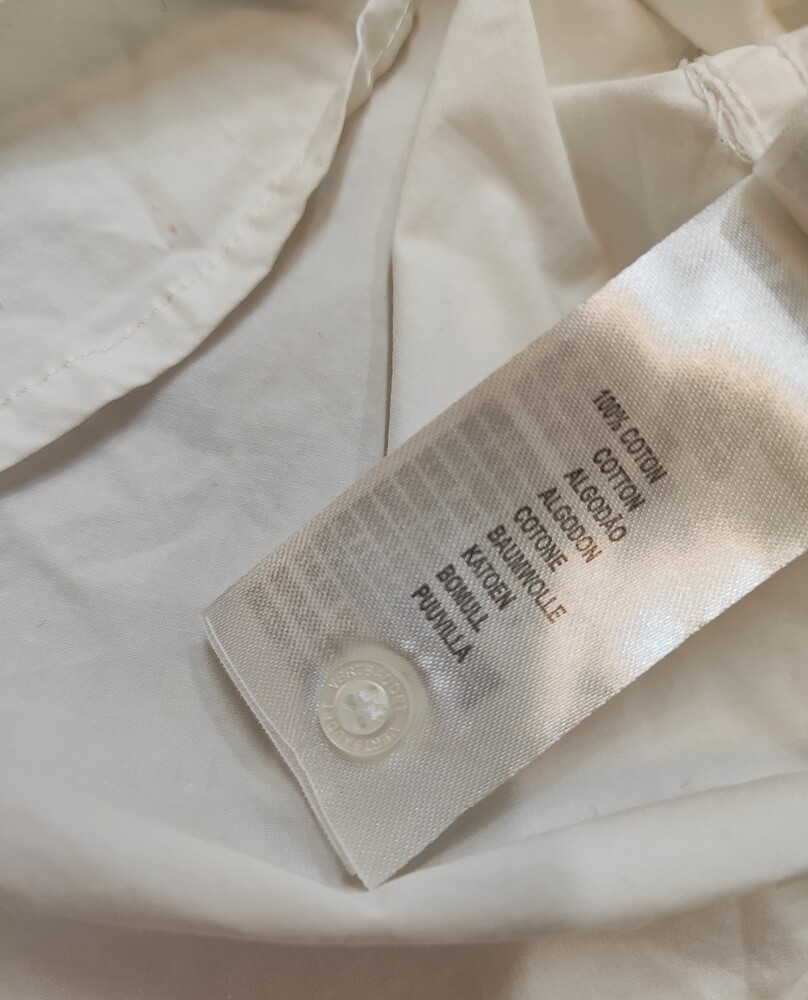 100% COTON
COTTON
ALGODÃO
ALGODON
COTONE
BAUMWOLLE
KATOEN
BOMULL
PUUVILLA